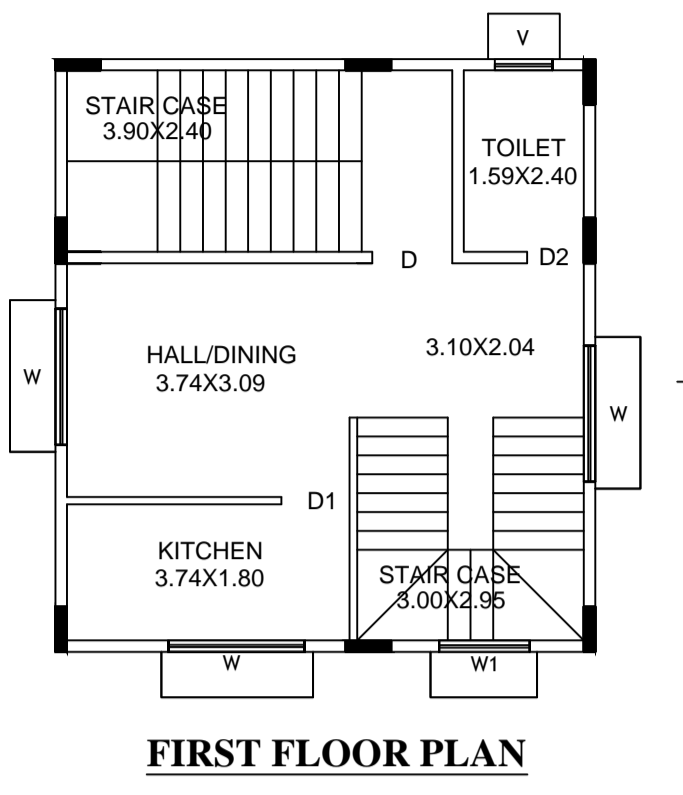 V
STAIR CASE
3.90X2.40
TOILET
1.59X2.40
D
D2
HALL/DINING
3.74X3.09
3.10X2.04
W
W
D1
KITCHEN
3.74X1.80
STAIR CASE
3.00X2.95
W
W1
FIRST FLOOR PLAN